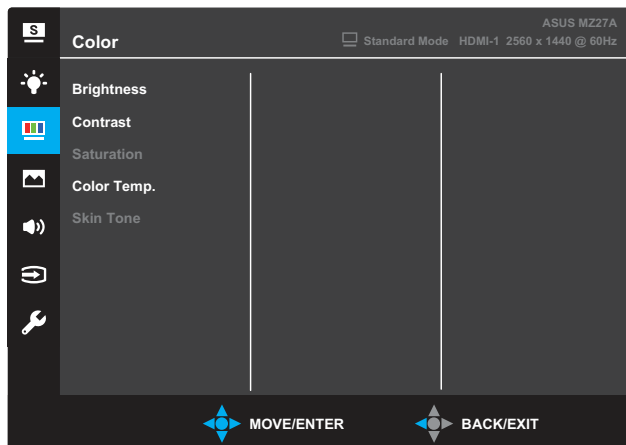 S
ASUS MZ27A
Color
Standard Mode HDMI-1 2560 x 1440 @ 60Hz
Brightness
Contrast
Saturation
Color Temp.
Skin Tone
MOVE/ENTER BACK/EXIT